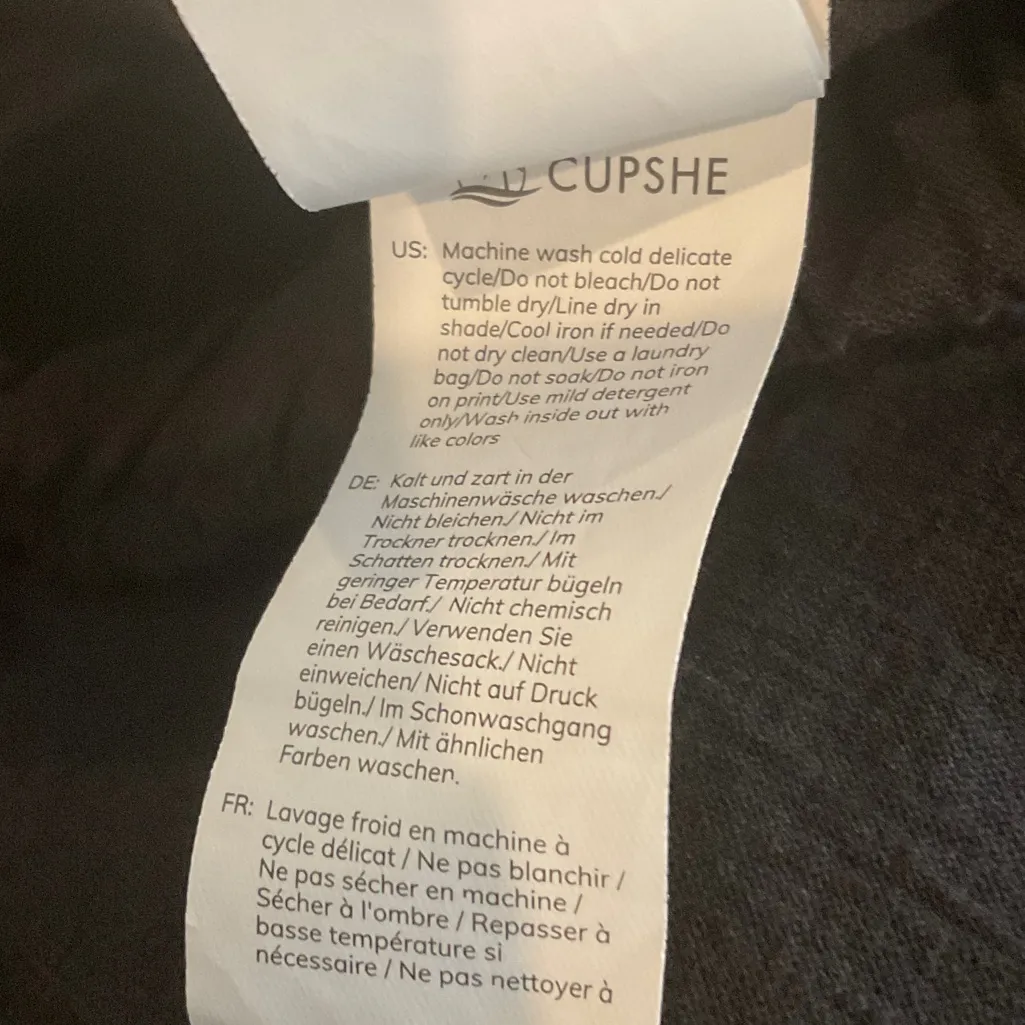 CUPSHE
US: Machine wash cold delicate
cycle/Do not bleach/Do not
tumble dry/Line dry in
shade/Cool iron if needed/Do
not dry clean/Use a laundry
bag/Do not soak/Do not iron
on print/Use mild detergent
only/Wash inside out with
like colors
DE: Kalt und zart in der
Maschinenwäsche waschen./
Nicht bleichen./ Nicht im
Trockner trocknen./ Im
Schatten trocknen./ Mit
geringer Temperatur bügeln
bei Bedarf./ Nicht chemisch
reinigen./ Verwenden Sie
einen Wäschesack./ Nicht
einweichen/ Nicht auf Druck
bügeln./ Im Schonwaschgang
waschen./ Mit ähnlichen
Farben waschen.
FR: Lavage froid en machine à
cycle délicat / Ne pas blanchir /
Ne pas sécher en machine /
Sécher à l'ombre / Repasser à
basse température si
nécessaire / Ne pas nettoyer à